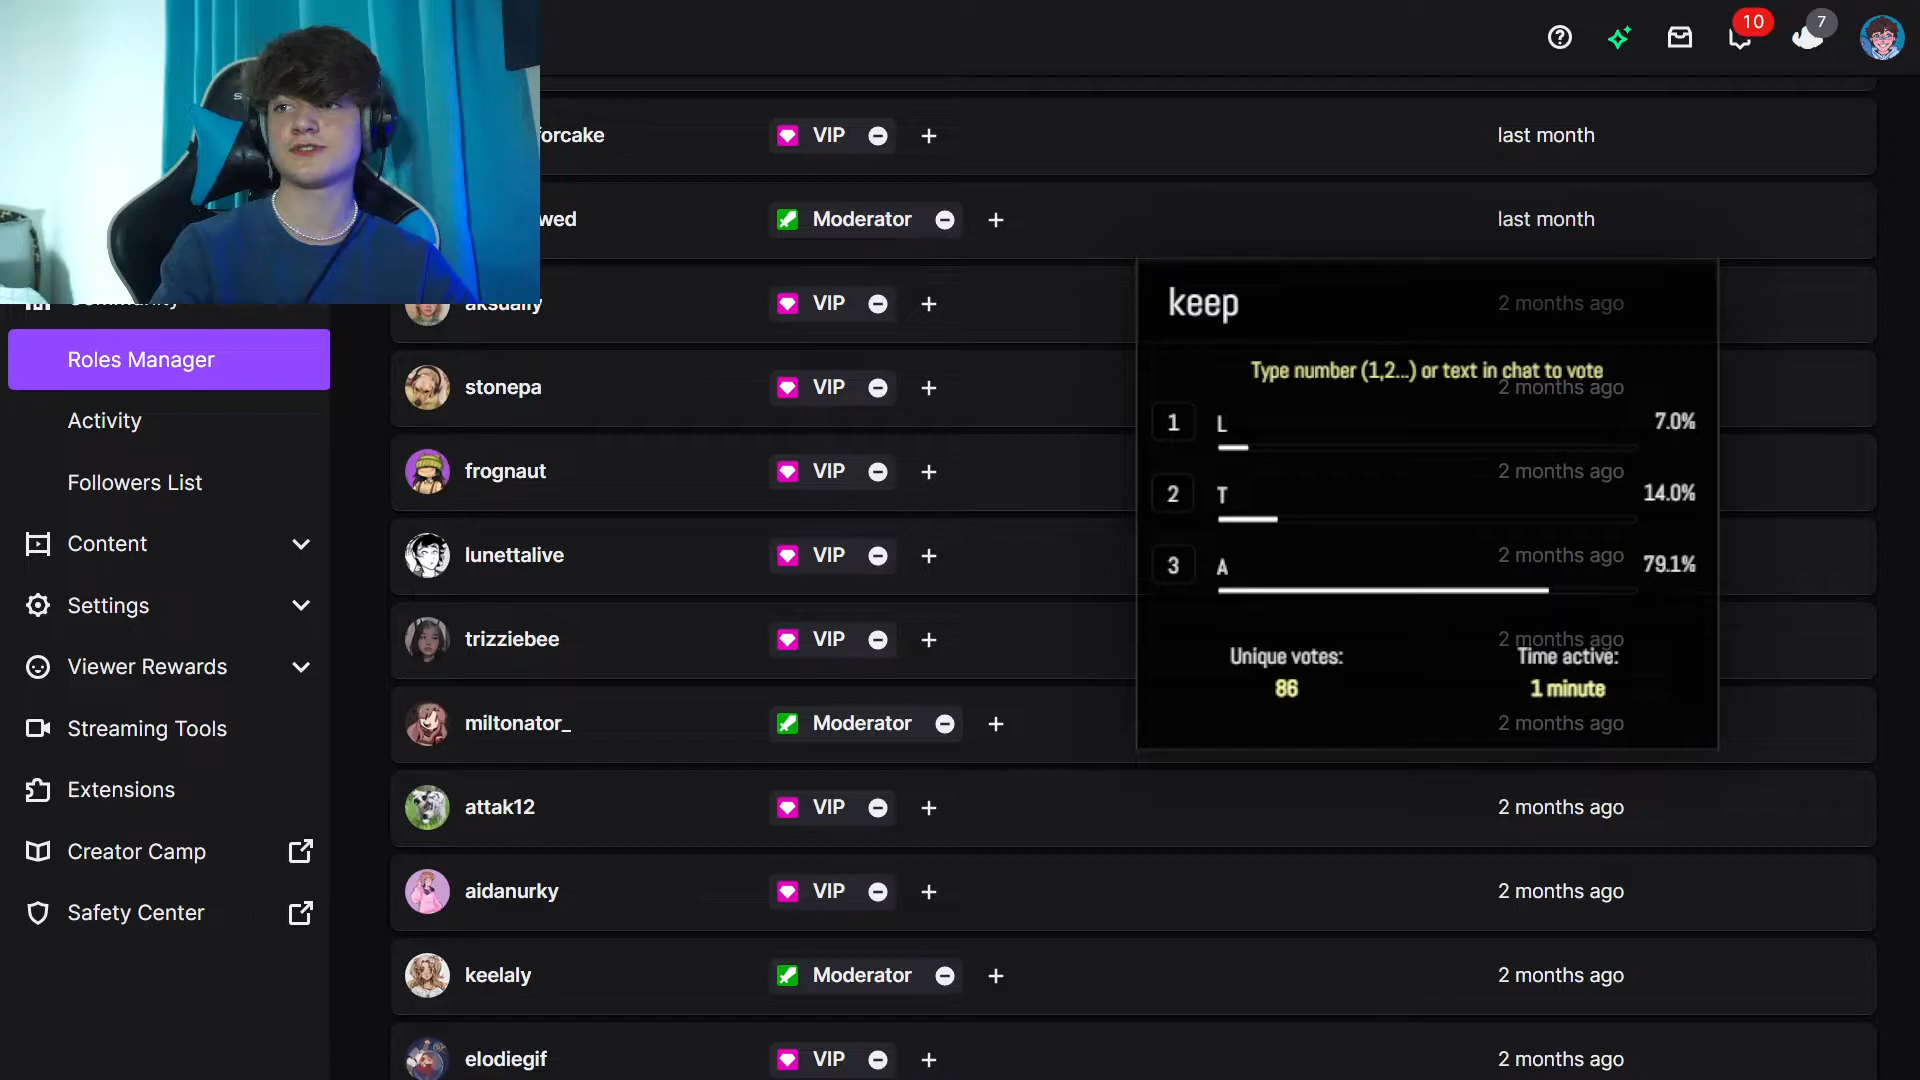 10
7
forcake VIP last month
wed Moderator last month
aksually VIP 2 months ago
stonepa VIP 2 months ago
frognaut VIP 2 months ago
lunettalive VIP 2 months ago
trizziebee VIP 2 months ago
miltonator_ Moderator 2 months ago
attak12 VIP 2 months ago
aidanurky VIP 2 months ago
keelaly Moderator 2 months ago
elodiegif VIP 2 months ago
Community
Roles Manager
Activity
Followers List
Content
Settings
Viewer Rewards
Streaming Tools
Extensions
Creator Camp
Safety Center
keep
Type number (1,2...) or text in chat to vote
1 L 7.0%
2 T 14.0%
3 A 79.1%
Unique votes: Time active:
86 1 minute